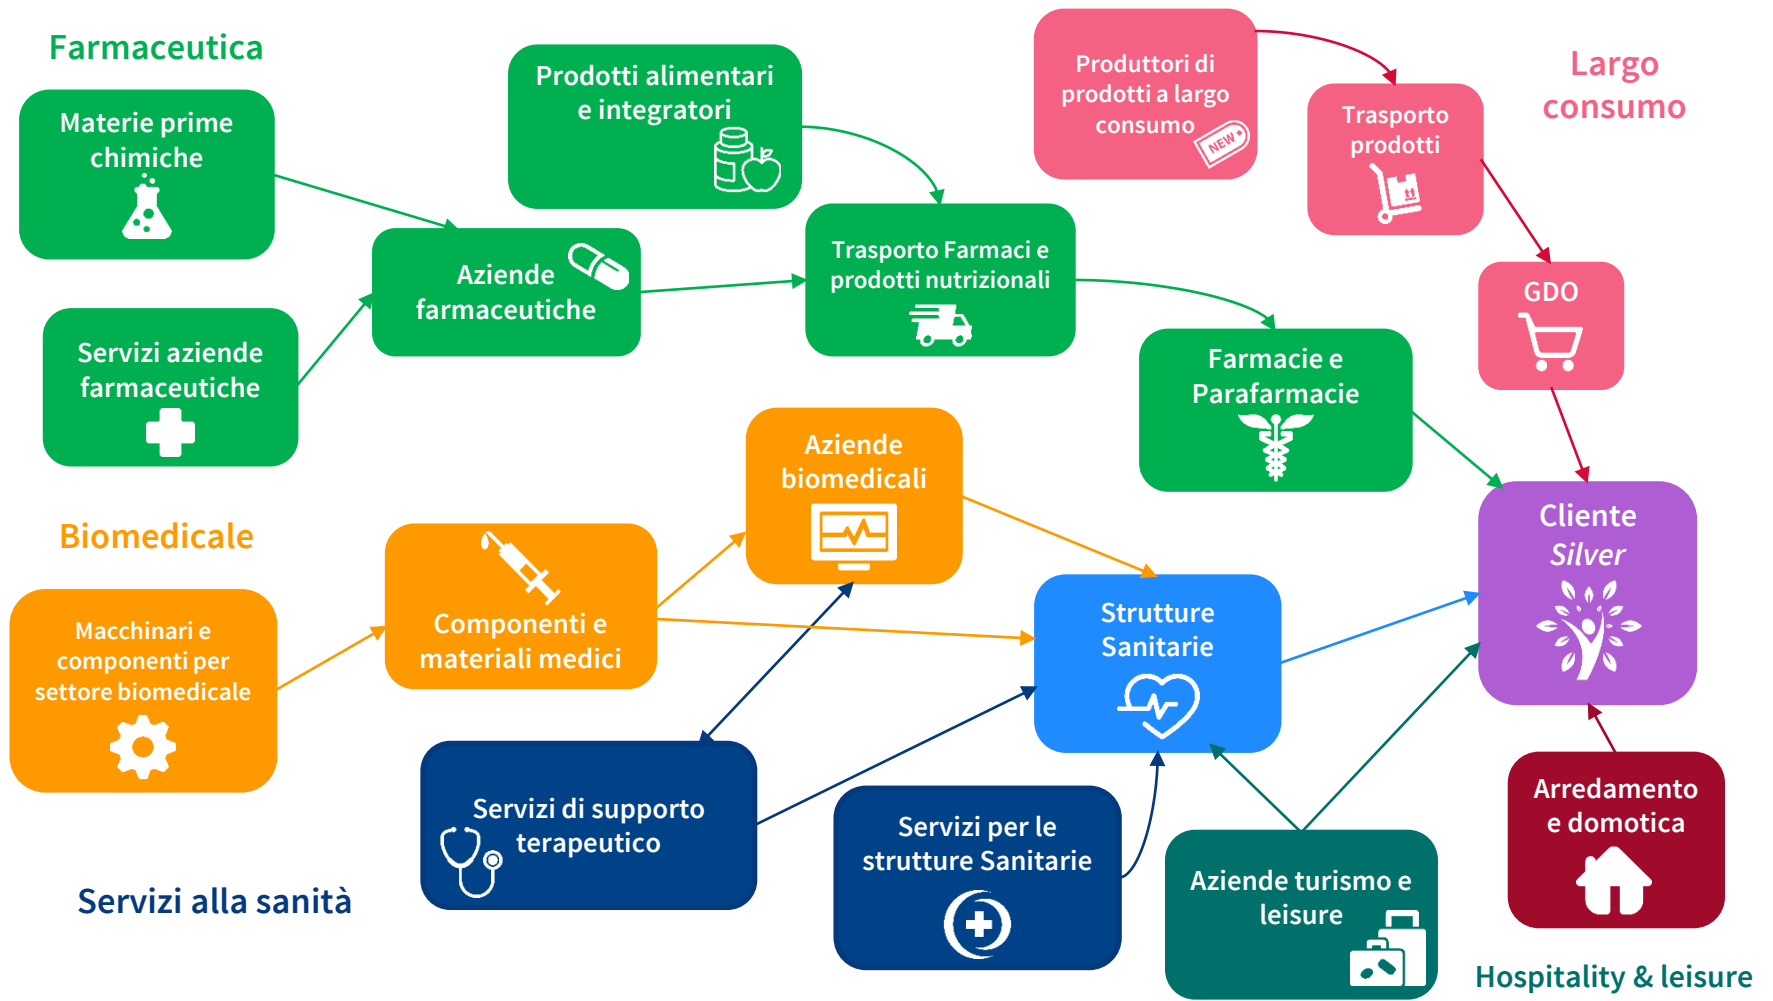 Farmaceutica
Materie prime
chimiche
Servizi aziende
farmaceutiche
Aziende
farmaceutiche
Prodotti alimentari
e integratori
Trasporto Farmaci e
prodotti nutrizionali
Farmacie e
Parafarmacie
Largo
consumo
Produttori di
prodotti a largo
consumo
NEW
Trasporto
prodotti
GDO
Cliente
Silver
Biomedicale
Macchinari e
componenti per
settore biomedicale
Componenti e
materiali medici
Aziende
biomedicali
Strutture
Sanitarie
Servizi alla sanità
Servizi di supporto
terapeutico
Servizi per le
strutture Sanitarie
Aziende turismo e
leisure
Arredamento
e domotica
Hospitality & leisure